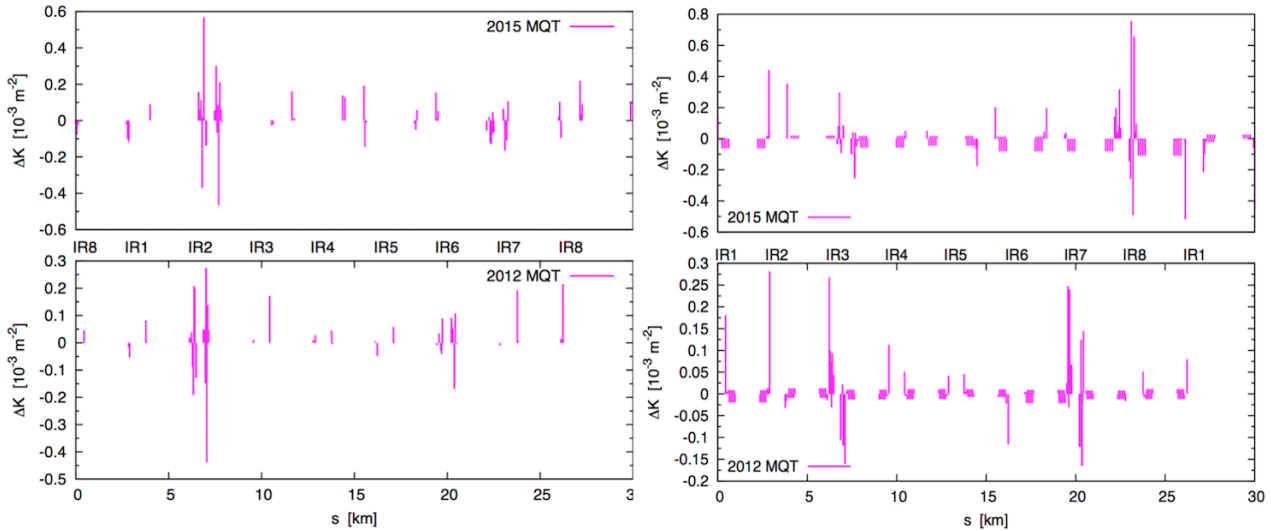 0.6
0.4
0.2
0
-0.2
-0.4
-0.6
ΔK [10⁻³ m⁻²]
2015 MQT
IR8 IR1 IR2 IR3 IR4 IR5 IR6 IR7 IR8
0.3
0.2
0.1
0
-0.1
-0.2
-0.3
-0.4
-0.5
ΔK [10⁻³ m⁻²]
2012 MQT
0 5 10 15 20 25 3
s [km]
0.8
0.6
0.4
0.2
0
-0.2
-0.4
-0.6
ΔK [10⁻³ m⁻²]
2015 MQT
IR1 IR2 IR3 IR4 IR5 IR6 IR7 IR8 IR1
0.3
0.25
0.2
0.15
0.1
0.05
0
-0.05
-0.1
-0.15
-0.2
ΔK [10⁻³ m⁻²]
2012 MQT
0 5 10 15 20 25 30
s [km]